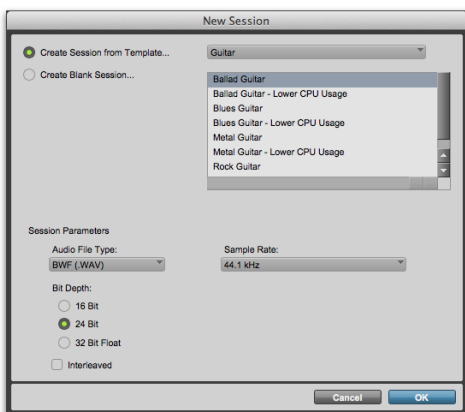 New Session
Create Session from Template...
Guitar
Create Blank Session...
Ballad Guitar
Ballad Guitar - Lower CPU Usage
Blues Guitar
Blues Guitar - Lower CPU Usage
Metal Guitar
Metal Guitar - Lower CPU Usage
Rock Guitar
Session Parameters
Audio File Type:
Sample Rate:
BWF (.WAV)
44.1 kHz
Bit Depth:
16 Bit
24 Bit
32 Bit Float
Interleaved
Cancel
OK